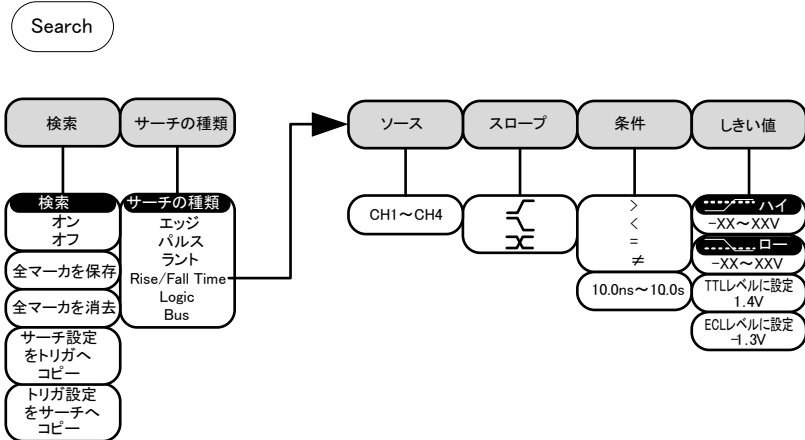 Search
検索
サーチの種類
ソース
スロープ
条件
しきい値
検索
オン
オフ
全マーカを保存
全マーカを消去
サーチ設定
をトリガへ
コピー
トリガ設定
をサーチへ
コピー
サーチの種類
エッジ
パルス
ラント
Rise/Fall Time
Logic
Bus
CH1～CH4
>
<
=
≠
10.0ns～10.0s
ハイ
-XX～XXV
ロー
-XX～XXV
TTLレベルに設定
1.4V
ECLレベルに設定
-1.3V